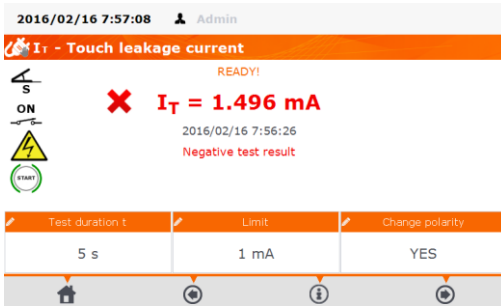 2016/02/16 7:57:08 Admin
IT - Touch leakage current
READY!
S
ON
IT = 1.496 mA
2016/02/16 7:56:26
Negative test result
START
Test duration t Limit Change polarity
5 s 1 mA YES